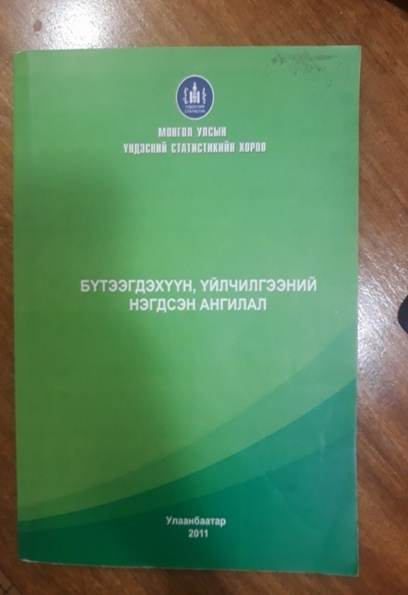 МОНГОЛ УЛСЫН
ҮНДЭСНИЙ СТАТИСТИКИЙН ХОРОО
БҮТЭЭГДЭХҮҮН, ҮЙЛЧИЛГЭЭНИЙ
НЭГДСЭН АНГИЛАЛ
Улаанбаатар
2011